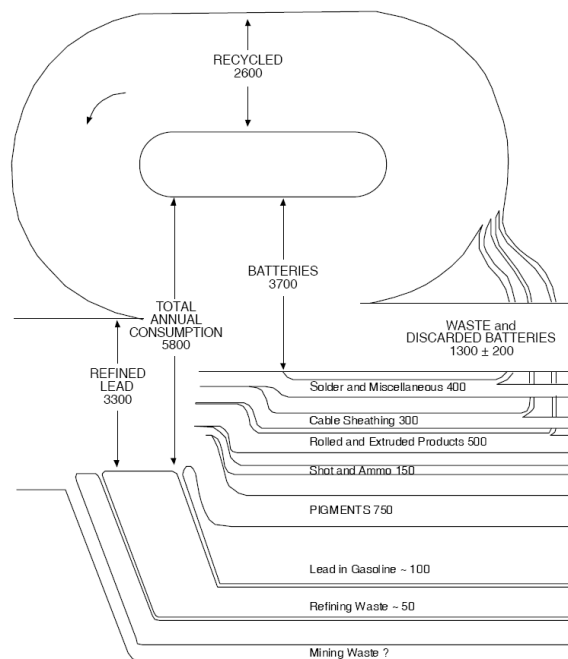 RECYCLED
2600
BATTERIES
3700
TOTAL
ANNUAL
CONSUMPTION
5800
WASTE and
DISCARDED BATTERIES
1300 ± 200
REFINED
LEAD
3300
Solder and Miscellaneous 400
Cable Sheathing 300
Rolled and Extruded Products 500
Shot and Ammo 150
PIGMENTS 750
Lead in Gasoline ~ 100
Refining Waste ~ 50
Mining Waste ?